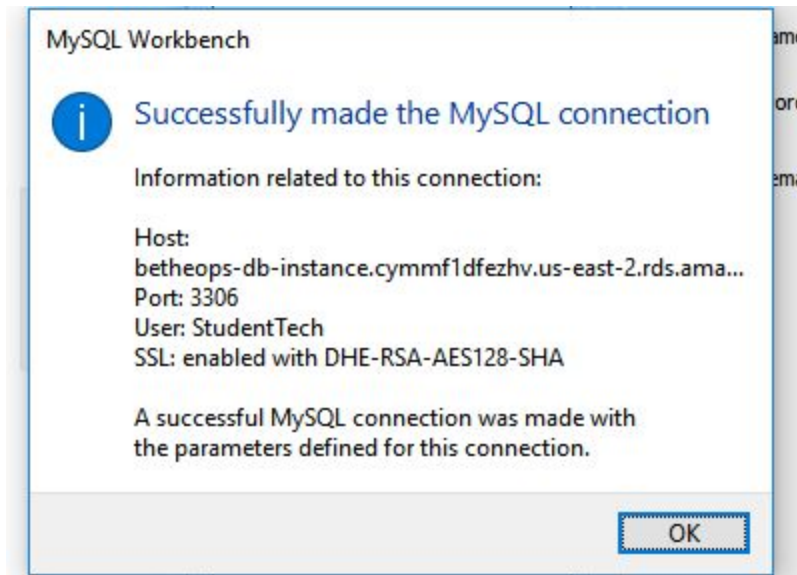 MySQL Workbench
Successfully made the MySQL connection
Information related to this connection:
Host:
betheops-db-instance.cymmf1dfezhv.us-east-2.rds.ama...
Port: 3306
User: StudentTech
SSL: enabled with DHE-RSA-AES128-SHA
A successful MySQL connection was made with
the parameters defined for this connection.
OK